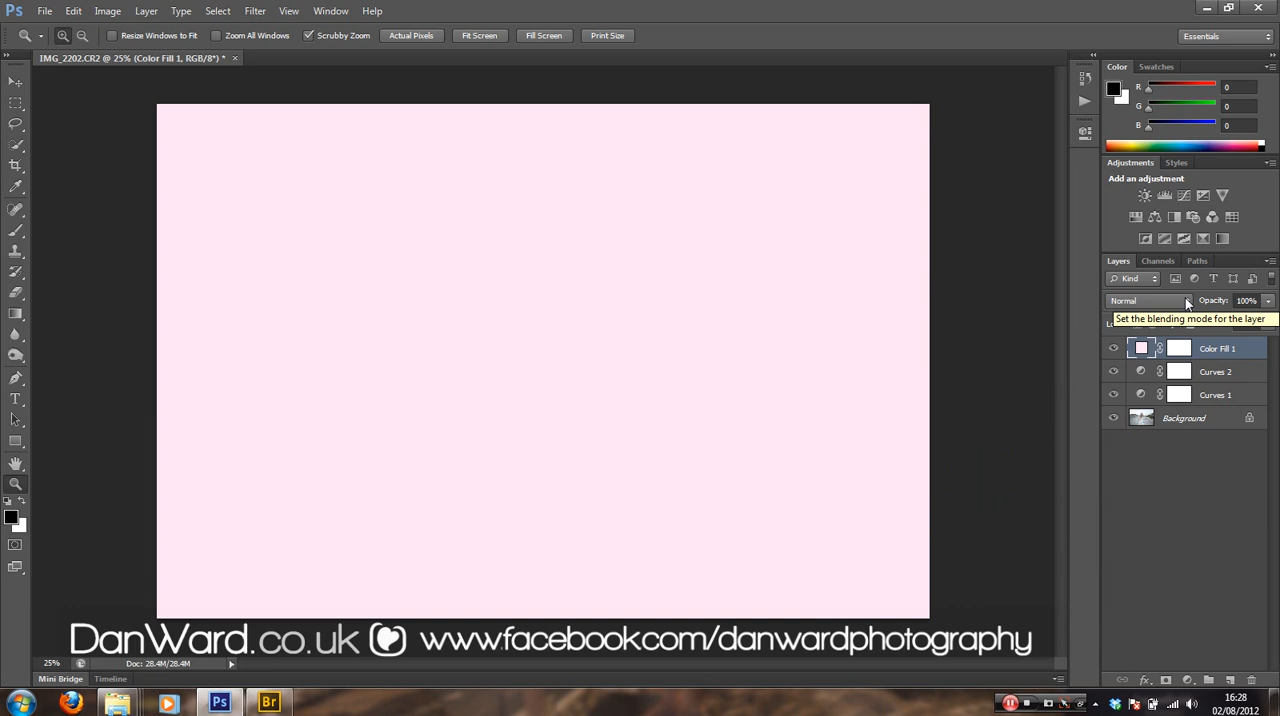 Ps File Edit Image Layer Type Select Filter View Window Help
Resize Windows to Fit Zoom All Windows Scrubby Zoom Actual Pixels Fit Screen Fill Screen Print Size Essentials
IMG_2202.CR2 @ 25% (Color Fill 1, RGB/8*) * ×
Color Swatches
R 0
G 0
B 0
Adjustments Styles
Add an adjustment
Layers Channels Paths
Kind T
Normal Opacity: 100%
Set the blending mode for the layer
Color Fill 1
Curves 2
Curves 1
Background
DanWard.co.uk www.facebook.com/danwardphotography
25% Doc: 28.4M/28.4M
Mini Bridge Timeline
Ps Br
16:28
02/08/2012